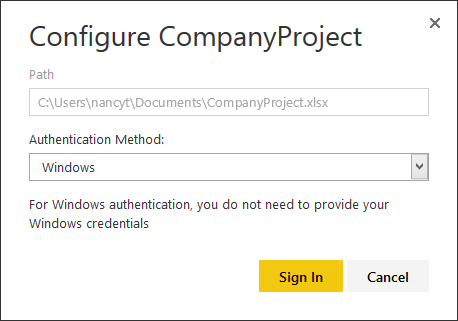 Configure CompanyProject
Path
C:\Users\nancyt\Documents\CompanyProject.xlsx
Authentication Method:
Windows
For Windows authentication, you do not need to provide your
Windows credentials
Sign In
Cancel